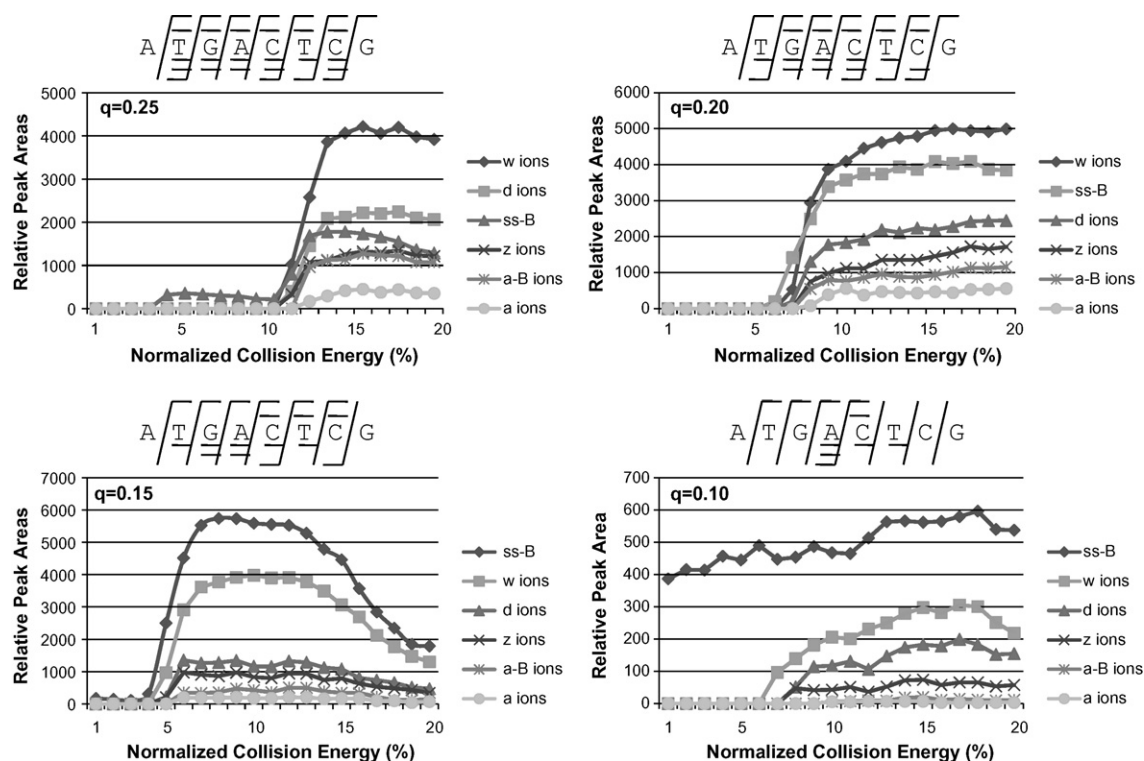 A T G A C T C G
q=0.25
Relative Peak Areas
5000
4000
3000
2000
1000
0
1 5 10 15 20
Normalized Collision Energy (%)
w ions
d ions
ss-B
z ions
a-B ions
a ions
A T G A C T C G
q=0.20
Relative Peak Areas
6000
5000
4000
3000
2000
1000
0
1 5 10 15 20
Normalized Collision Energy (%)
w ions
ss-B
d ions
z ions
a-B ions
a ions
A T G A C T C G
q=0.15
Relative Peak Areas
7000
6000
5000
4000
3000
2000
1000
0
1 5 10 15 20
Normalized Collision Energy (%)
ss-B
w ions
d ions
z ions
a-B ions
a ions
A T G A C T C G
q=0.10
Relative Peak Area
700
600
500
400
300
200
100
0
1 5 10 15 20
Normalized Collision Energy (%)
ss-B
w ions
d ions
z ions
a-B ions
a ions